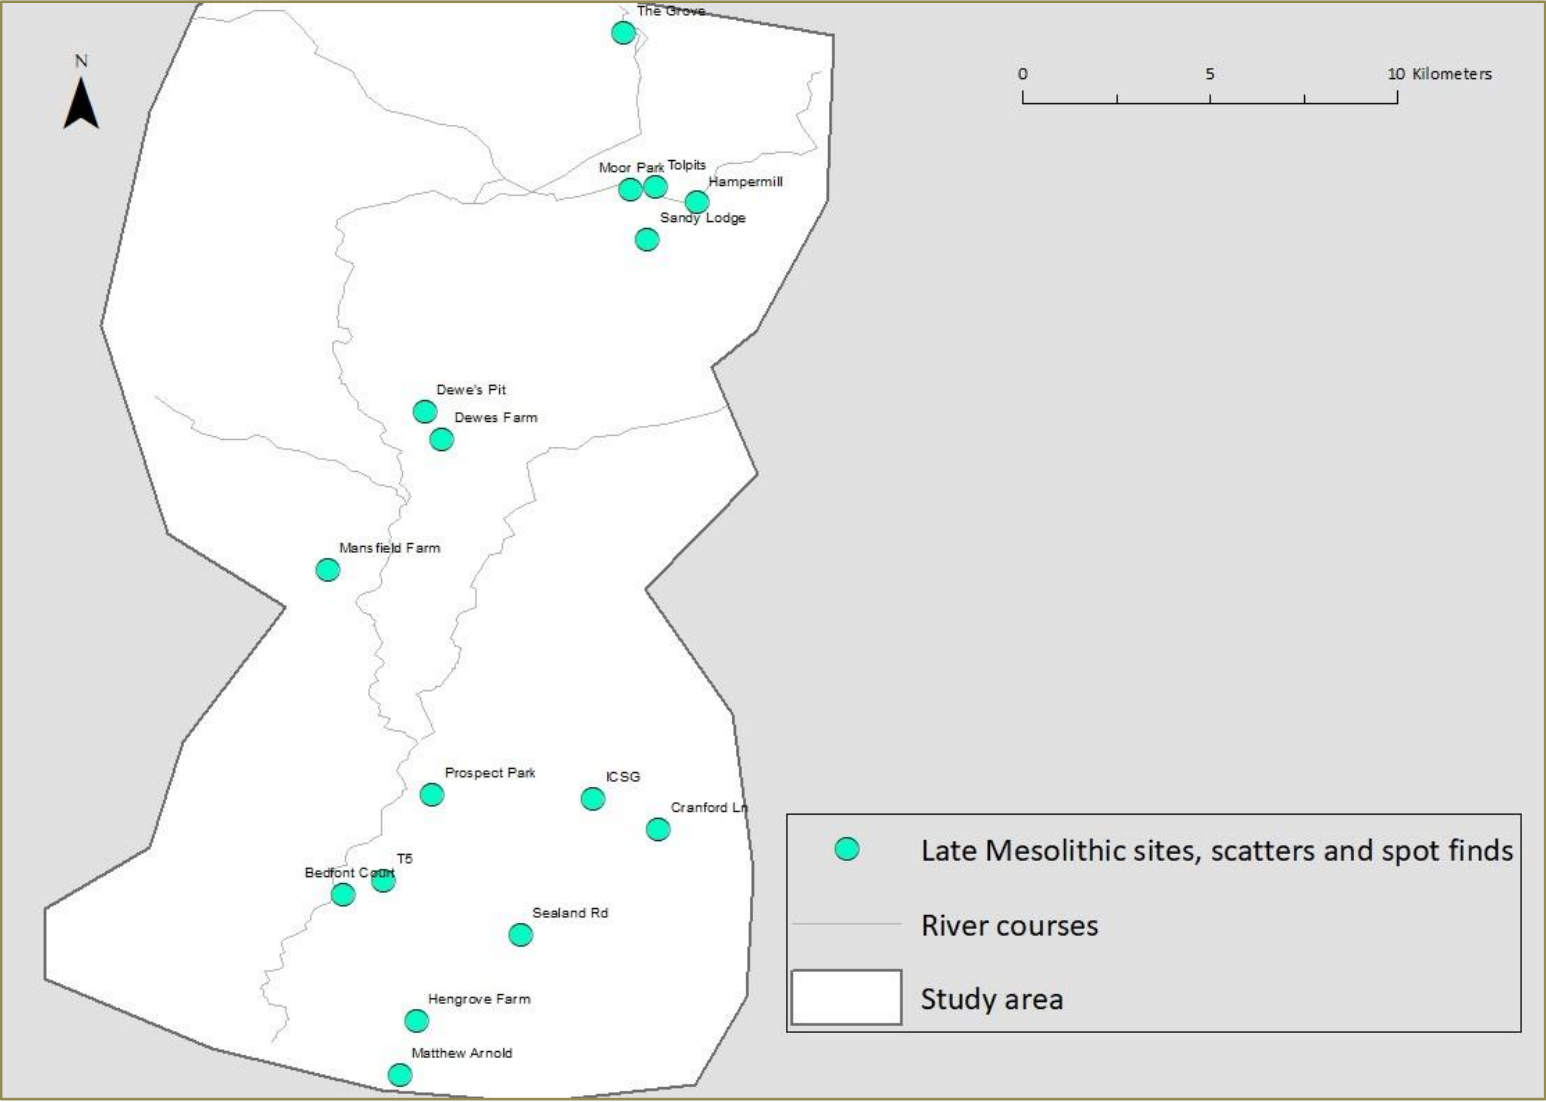 The Grove
N
0 5 10 Kilometers
Moor Park Tolpits
Hampermill
Sandy Lodge
Dewe's Pit
Dewes Farm
Mansfield Farm
Prospect Park
ICSG
Cranford Ln
T5
Bedfont Court
Sealand Rd
Hengrove Farm
Matthew Arnold
Late Mesolithic sites, scatters and spot finds
River courses
Study area